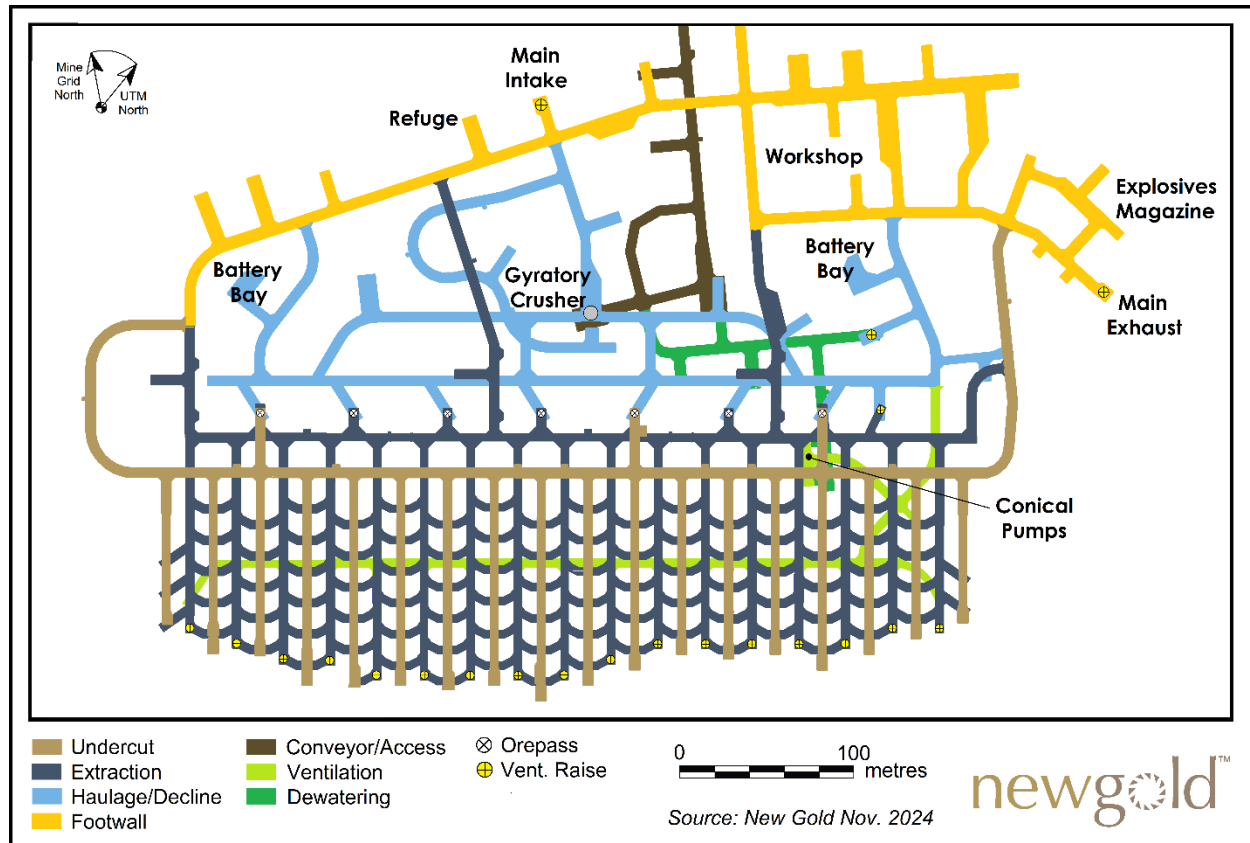 Mine
Grid
North
UTM
North
Main
Intake
Refuge
Workshop
Explosives
Magazine
Battery
Bay
Gyratory
Crusher
Battery
Bay
Main
Exhaust
Conical
Pumps
Undercut
Extraction
Haulage/Decline
Footwall
Conveyor/Access
Ventilation
Dewatering
Orepass
Vent. Raise
0 100
metres
Source: New Gold Nov. 2024
newgold™